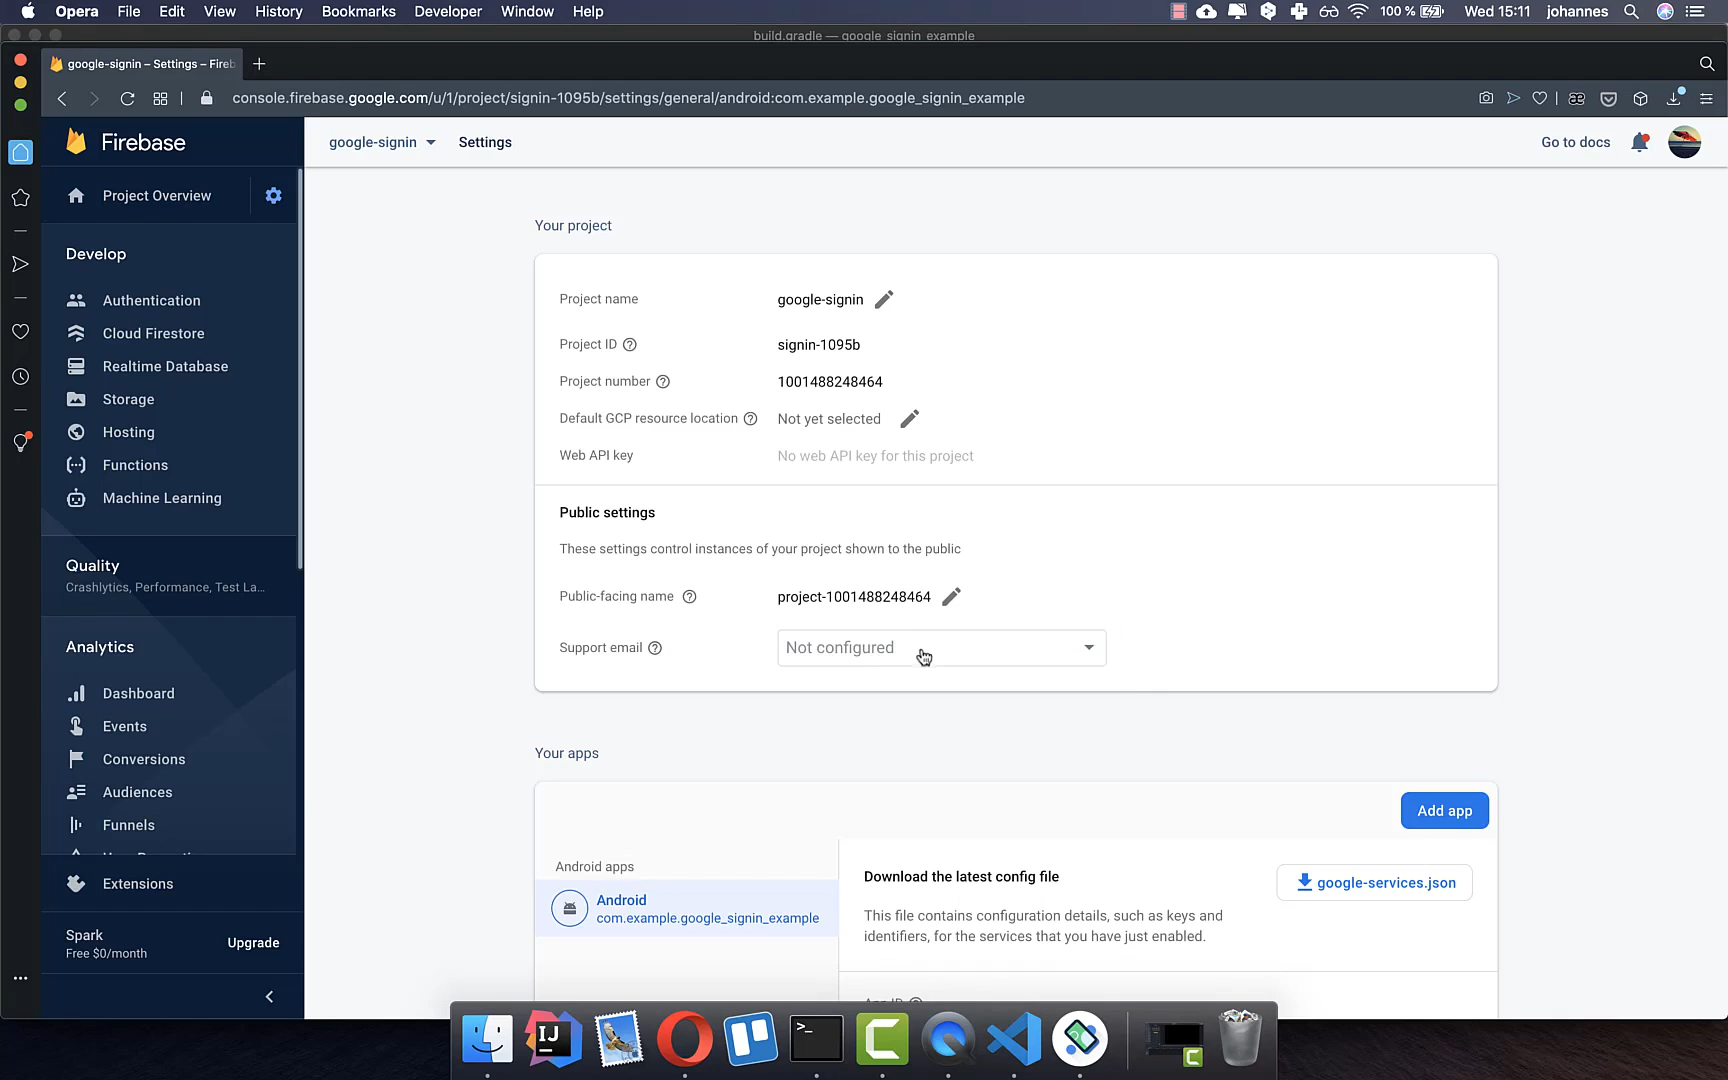 Opera File Edit View History Bookmarks Developer Window Help
100 % Wed 15:11 johannes
build.gradle — google_signin_example
google-signin – Settings – Fireb
console.firebase.google.com/u/1/project/signin-1095b/settings/general/android:com.example.google_signin_example
Firebase
google-signin Settings
Go to docs
Project Overview
Develop
Authentication
Cloud Firestore
Realtime Database
Storage
Hosting
Functions
Machine Learning
Quality
Crashlytics, Performance, Test La...
Analytics
Dashboard
Events
Conversions
Audiences
Funnels
Extensions
Spark
Free $0/month
Upgrade
Your project
Project name google-signin
Project ID signin-1095b
Project number 1001488248464
Default GCP resource location Not yet selected
Web API key No web API key for this project
Public settings
These settings control instances of your project shown to the public
Public-facing name project-1001488248464
Support email Not configured
Your apps
Add app
Android apps
Android
com.example.google_signin_example
Download the latest config file
google-services.json
This file contains configuration details, such as keys and
identifiers, for the services that you have just enabled.
App ID
IJ
>_